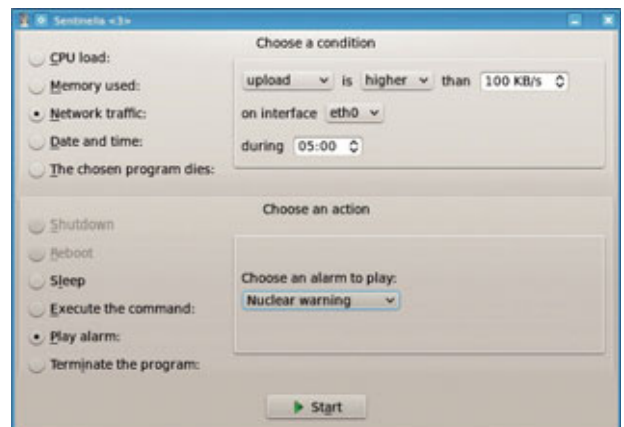 Sentinella <3>
Choose a condition
CPU load:
Memory used:
Network traffic:
Date and time:
The chosen program dies:
upload is higher than 100 KB/s
on interface eth0
during 05:00
Choose an action
Shutdown
Reboot
Sleep
Execute the command:
Play alarm:
Terminate the program:
Choose an alarm to play:
Nuclear warning
Start